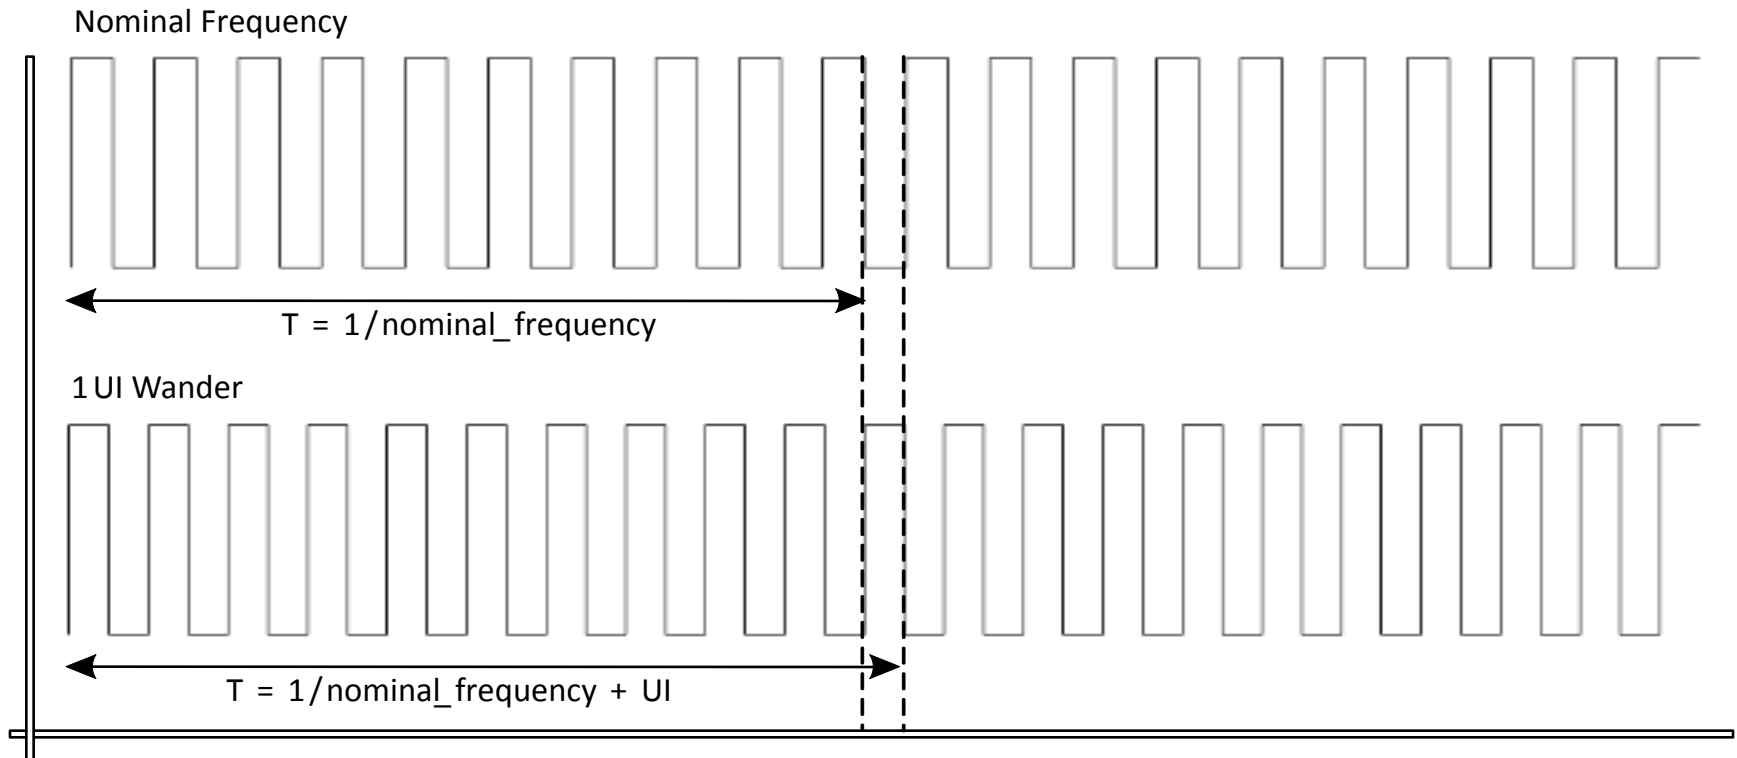 Nominal Frequency
T = 1/nominal_frequency
1 UI Wander
T = 1/nominal_frequency + UI